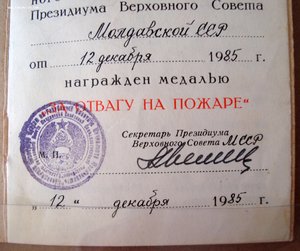 Президиума Верховного Совета
Молдавской ССР
от 12 декабря 1985 г.
награжден медалью
ОТВАГУ НА ПОЖАРЕ"
Секретарь Президиума
Верховного Совета МССР
М. П.
"12" декабря 1985 г.